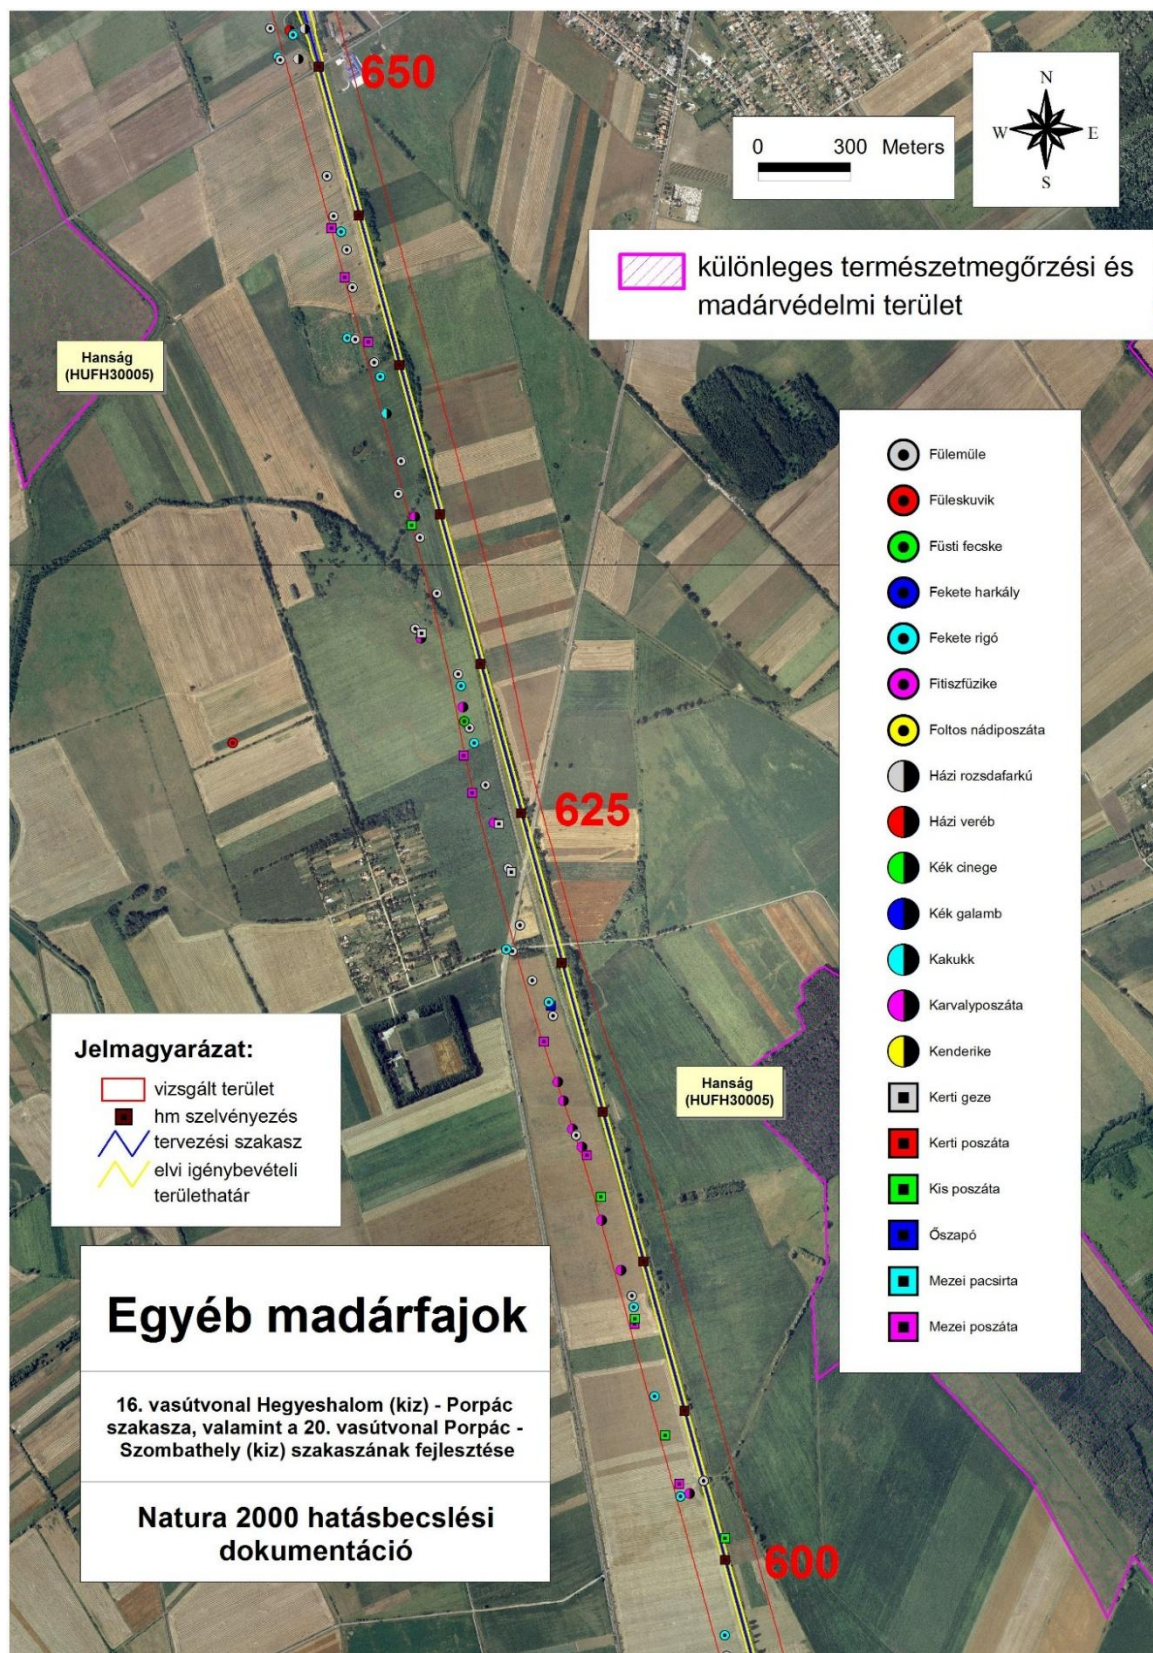 650
N
W E
S
0 300 Meters
különleges természetmegőrzési és
madárvédelmi terület
Hanság
(HUFH30005)
Fülemüle
Füleskuvik
Füsti fecske
Fekete harkály
Fekete rigó
Fitiszfüzike
Foltos nádiposzáta
Házi rozsdafarkú
Házi veréb
Kék cinege
Kék galamb
Kakukk
Karvalyposzáta
Kenderike
Kerti geze
Kerti poszáta
Kis poszáta
Őszapó
Mezei pacsirta
Mezei poszáta
625
Jelmagyarázat:
vizsgált terület
hm szelvényezés
tervezési szakasz
elvi igénybevételi
területhatár
Hanság
(HUFH30005)
Egyéb madárfajok
16. vasútvonal Hegyeshalom (kiz) - Porpác
szakasza, valamint a 20. vasútvonal Porpác -
Szombathely (kiz) szakaszának fejlesztése
Natura 2000 hatásbecslési
dokumentáció
600